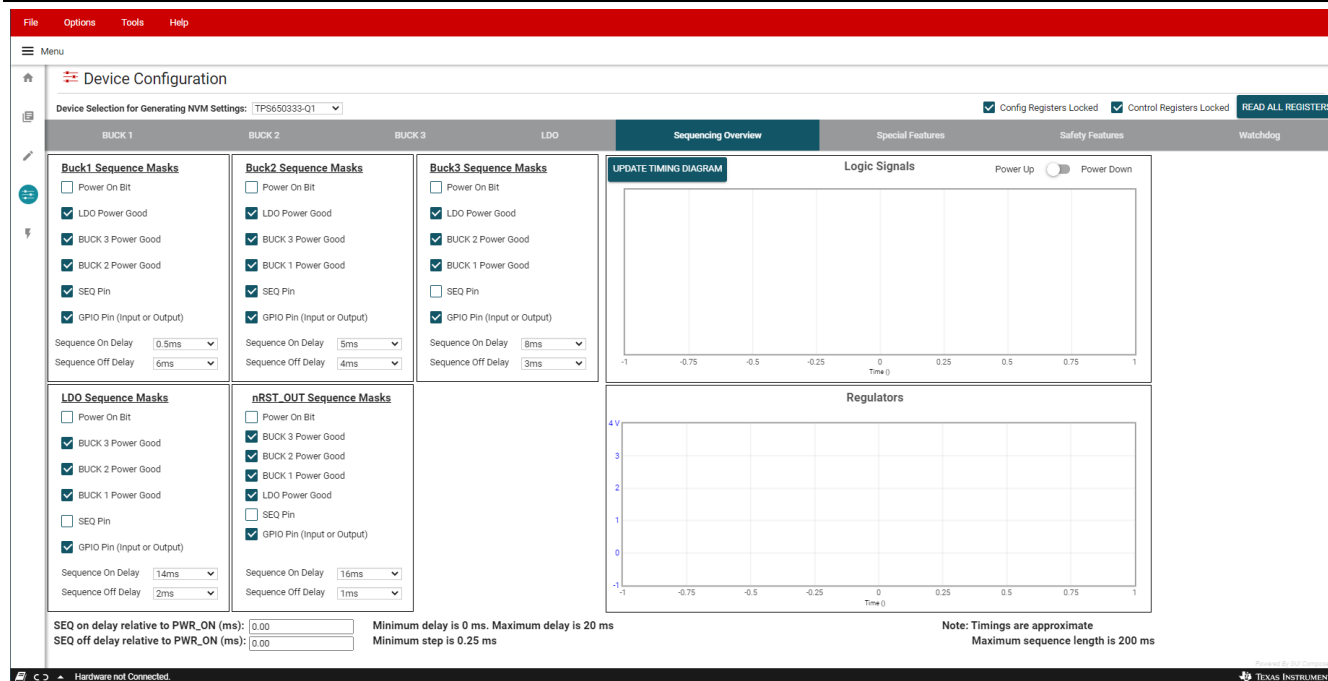 File Options Tools Help
Menu
Device Configuration
Device Selection for Generating NVM Settings: TPS650333-Q1
Config Registers Locked Control Registers Locked READ ALL REGISTERS
BUCK 1 BUCK 2 BUCK 3 LDO Sequencing Overview Special Features Safety Features Watchdog
Buck1 Sequence Masks
Power On Bit
LDO Power Good
BUCK 3 Power Good
BUCK 2 Power Good
SEQ Pin
GPIO Pin (Input or Output)
Sequence On Delay 0.5ms
Sequence Off Delay 6ms
Buck2 Sequence Masks
Power On Bit
LDO Power Good
BUCK 3 Power Good
BUCK 1 Power Good
SEQ Pin
GPIO Pin (Input or Output)
Sequence On Delay 5ms
Sequence Off Delay 4ms
Buck3 Sequence Masks
Power On Bit
LDO Power Good
BUCK 2 Power Good
BUCK 1 Power Good
SEQ Pin
GPIO Pin (Input or Output)
Sequence On Delay 8ms
Sequence Off Delay 3ms
UPDATE TIMING DIAGRAM Logic Signals Power Up Power Down
-1 -0.75 -0.5 -0.25 0 0.25 0.5 0.75 1
Time ()
LDO Sequence Masks
Power On Bit
BUCK 3 Power Good
BUCK 2 Power Good
BUCK 1 Power Good
SEQ Pin
GPIO Pin (Input or Output)
Sequence On Delay 14ms
Sequence Off Delay 2ms
nRST_OUT Sequence Masks
Power On Bit
BUCK 3 Power Good
BUCK 2 Power Good
BUCK 1 Power Good
LDO Power Good
SEQ Pin
GPIO Pin (Input or Output)
Sequence On Delay 16ms
Sequence Off Delay 1ms
Regulators
4 V
3
2
1
0
-1
-1 -0.75 -0.5 -0.25 0 0.25 0.5 0.75 1
Time ()
SEQ on delay relative to PWR_ON (ms): 0.00 Minimum delay is 0 ms. Maximum delay is 20 ms Note: Timings are approximate
SEQ off delay relative to PWR_ON (ms): 0.00 Minimum step is 0.25 ms Maximum sequence length is 200 ms
Powered By GUI Composer
Hardware not Connected. TEXAS INSTRUMEN